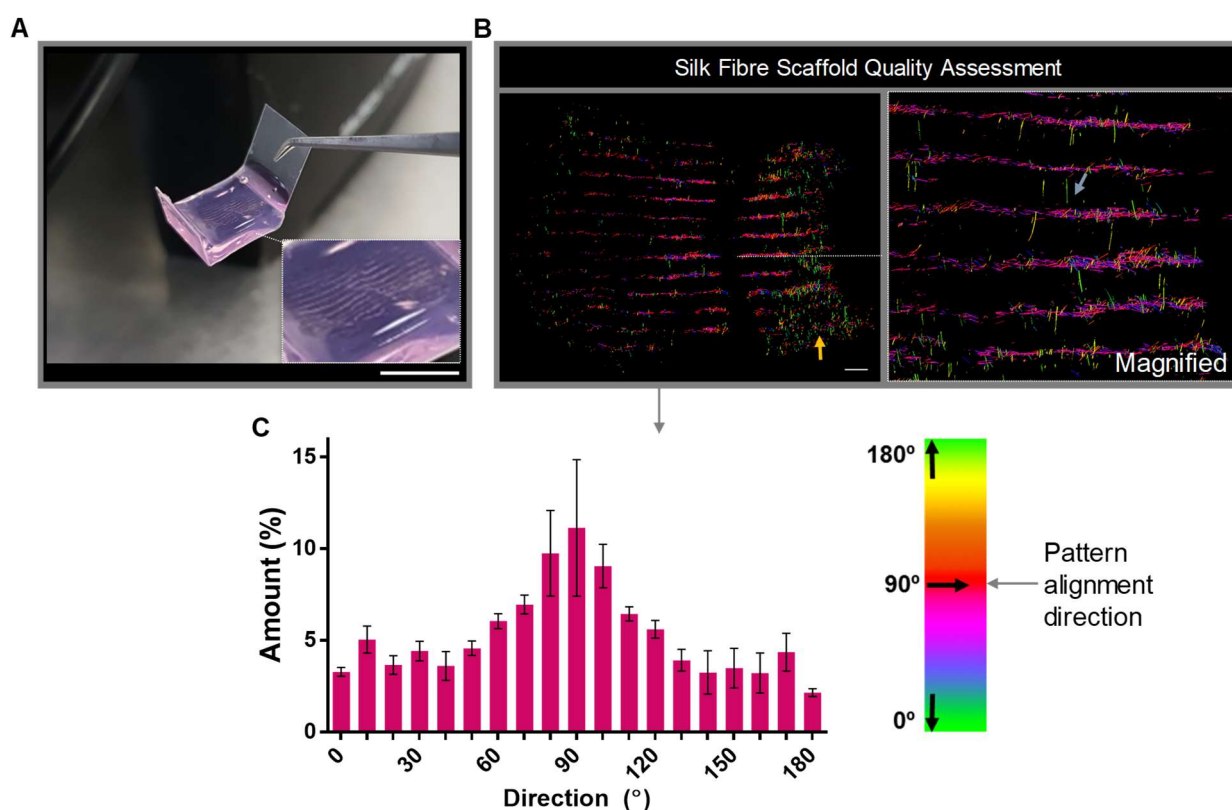 A
B
Silk Fibre Scaffold Quality Assessment
Magnified
C
15
10
5
0
Amount (%)
0
30
60
90
120
150
180
Direction (°)
180º
90º
0º
Pattern
alignment
direction